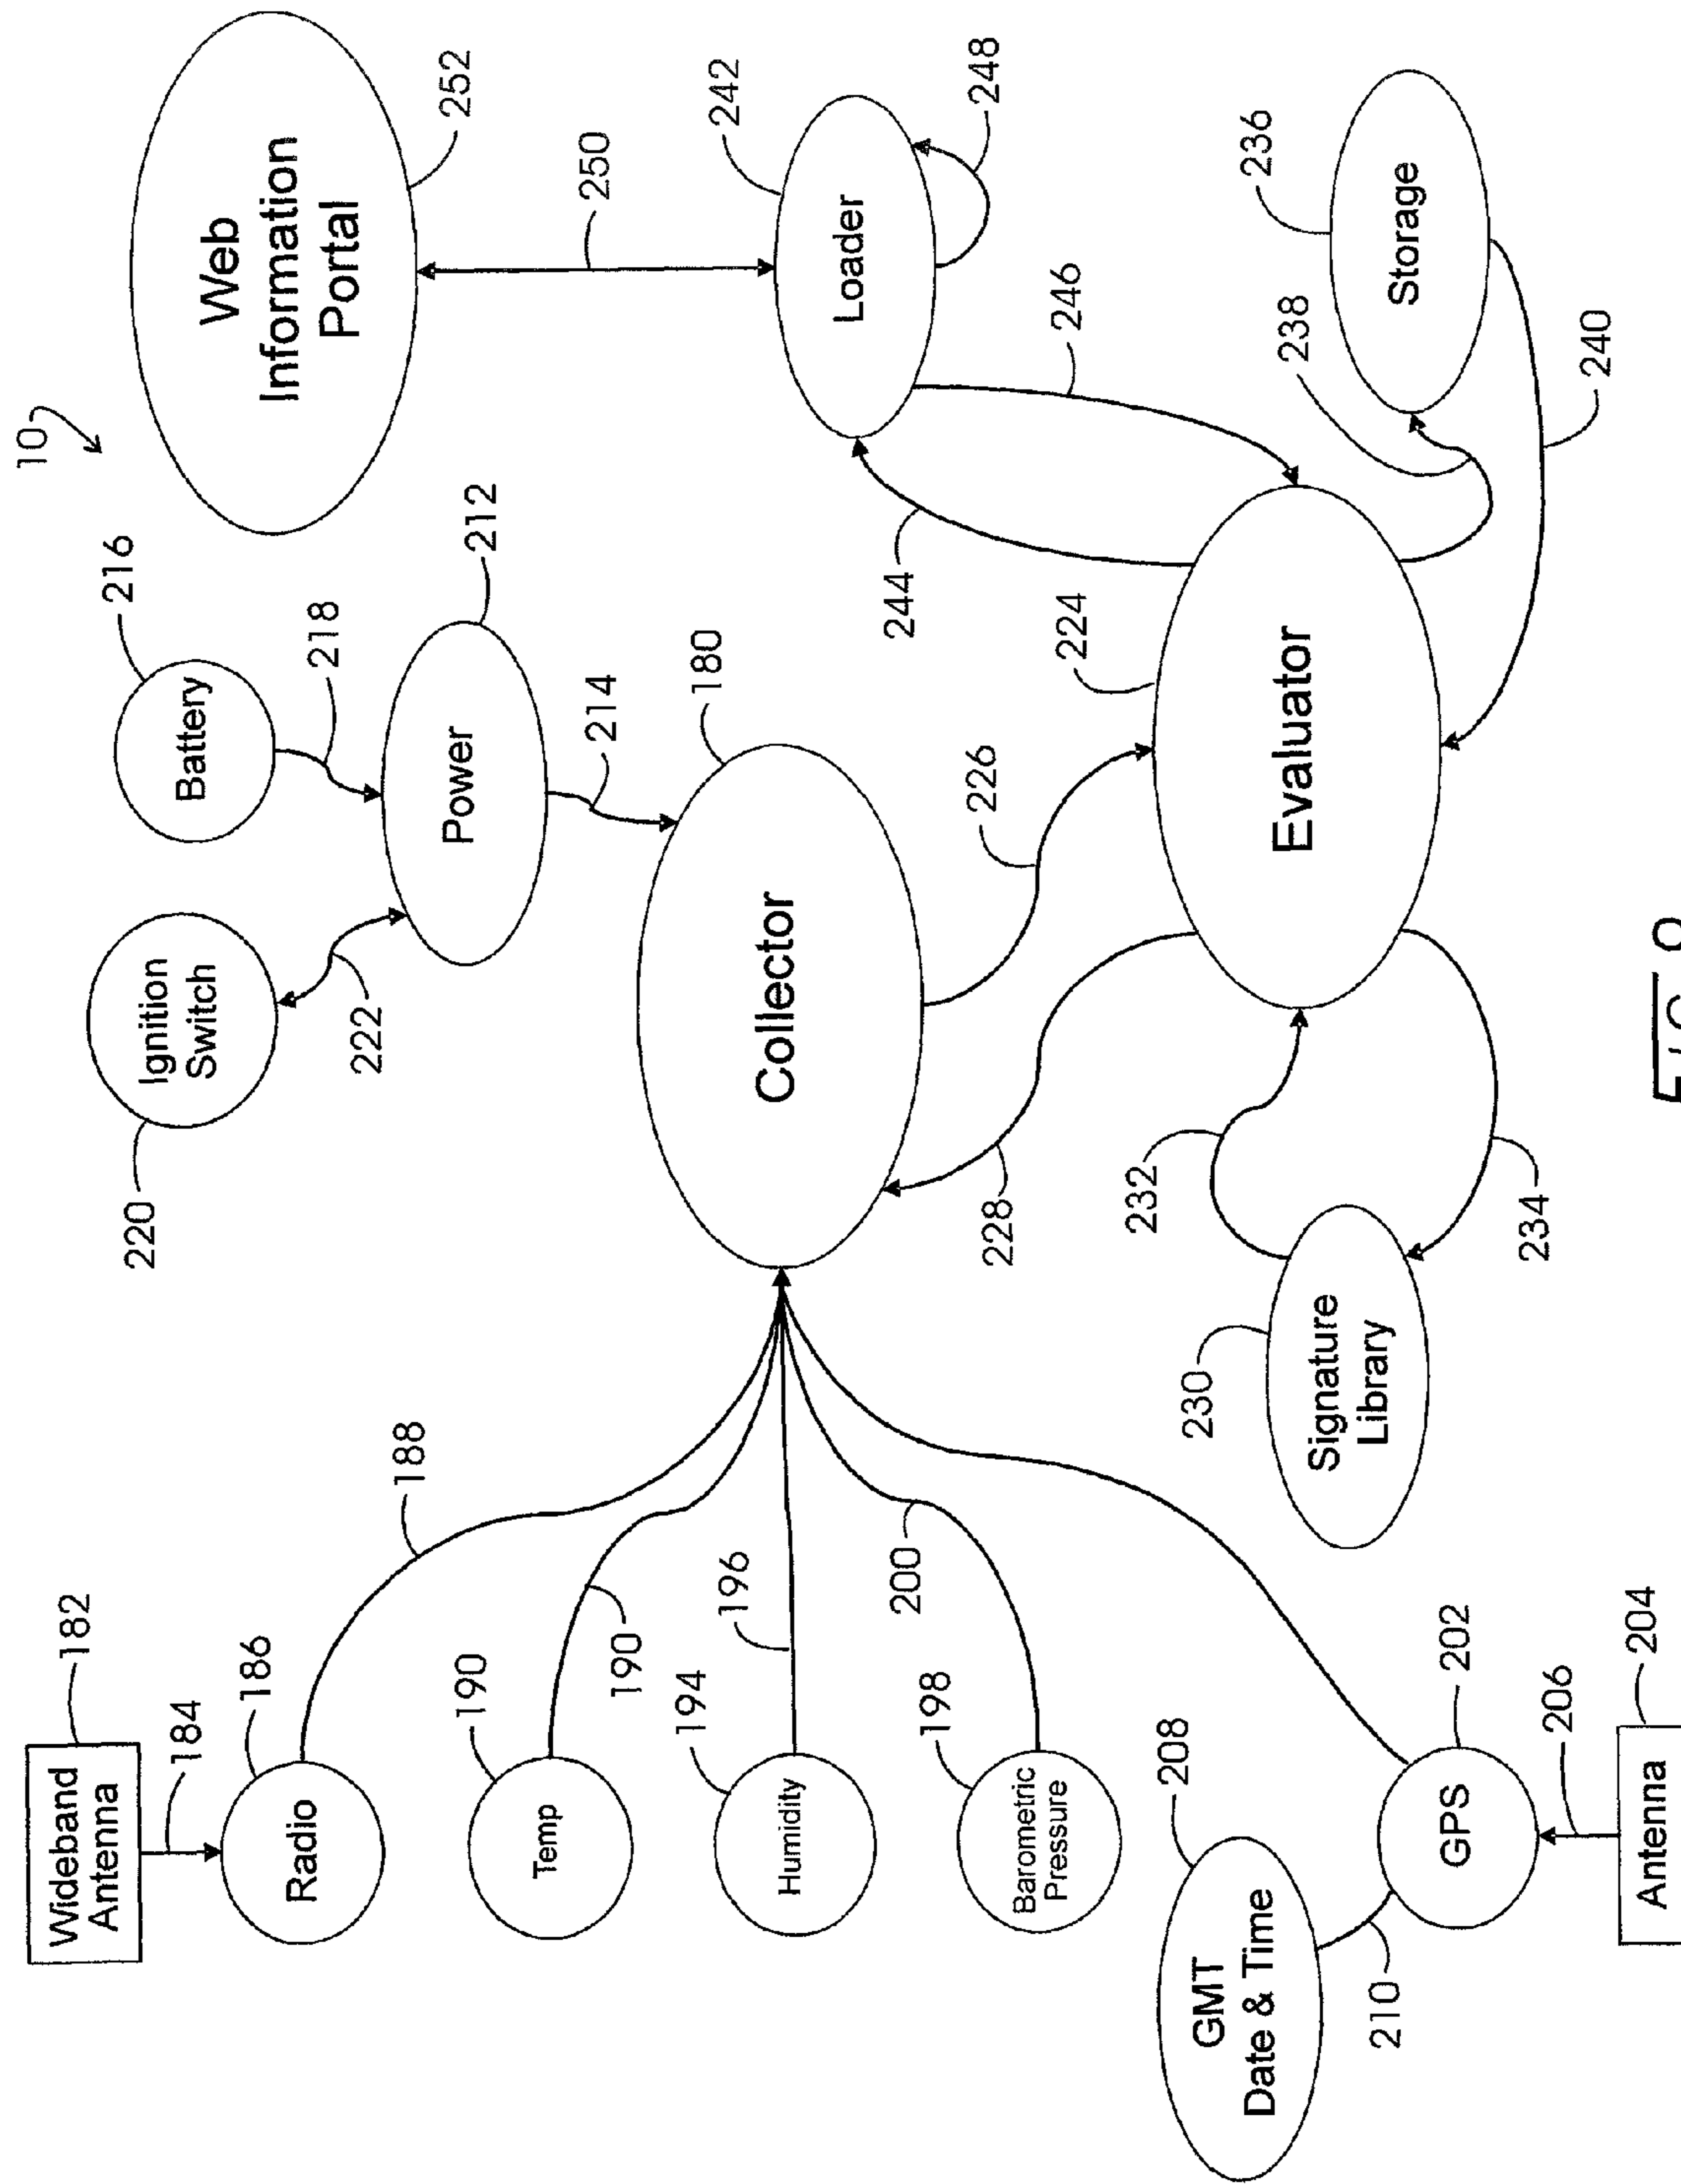 10
Wideband
Antenna
182
184
Radio
186
188
Temp
190
190
Humidity
194
196
Barometric
Pressure
198
200
GMT
Date & Time
208
210
GPS
202
206
Antenna
204
Ignition
Switch
220
222
Battery
216
218
Power
212
214
Collector
180
226
228
Signature
Library
230
232
234
Evaluator
224
244
246
Web
Information
Portal
252
250
Loader
242
248
Storage
236
238
240